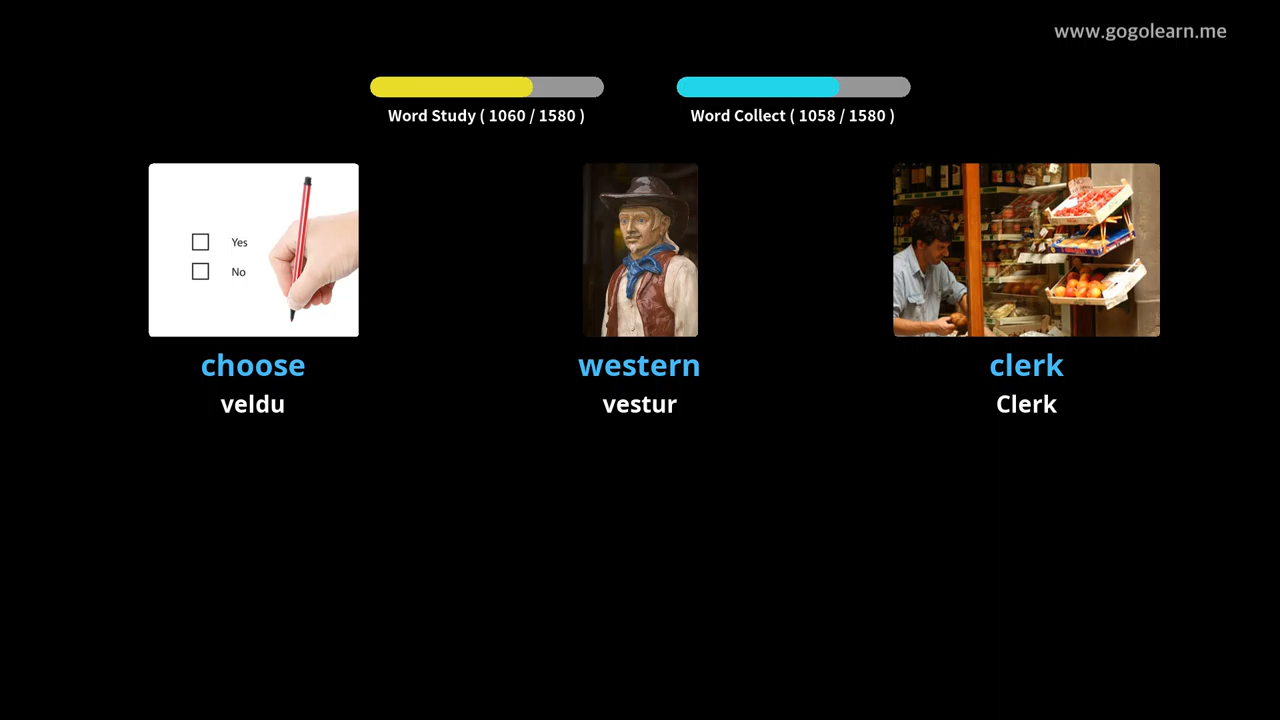 www.gogolearn.me
Word Study ( 1060 / 1580 )
Word Collect ( 1058 / 1580 )
Yes
No
choose
western
clerk
veldu
vestur
Clerk